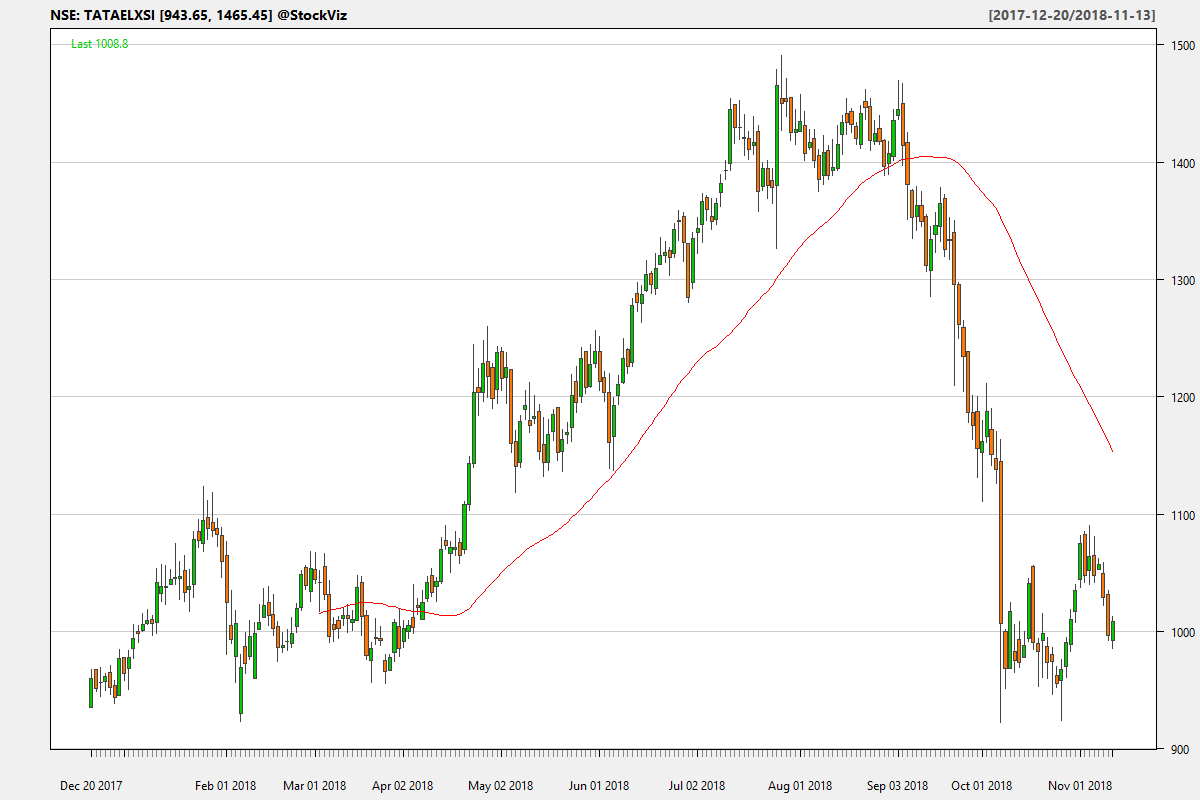 NSE: TATAELXSI [943.65, 1465.45] @StockViz
[2017-12-20/2018-11-13]
Last 1008.8
1500
1400
1300
1200
1100
1000
900
Dec 20 2017
Feb 01 2018
Mar 01 2018
Apr 02 2018
May 02 2018
Jun 01 2018
Jul 02 2018
Aug 01 2018
Sep 03 2018
Oct 01 2018
Nov 01 2018